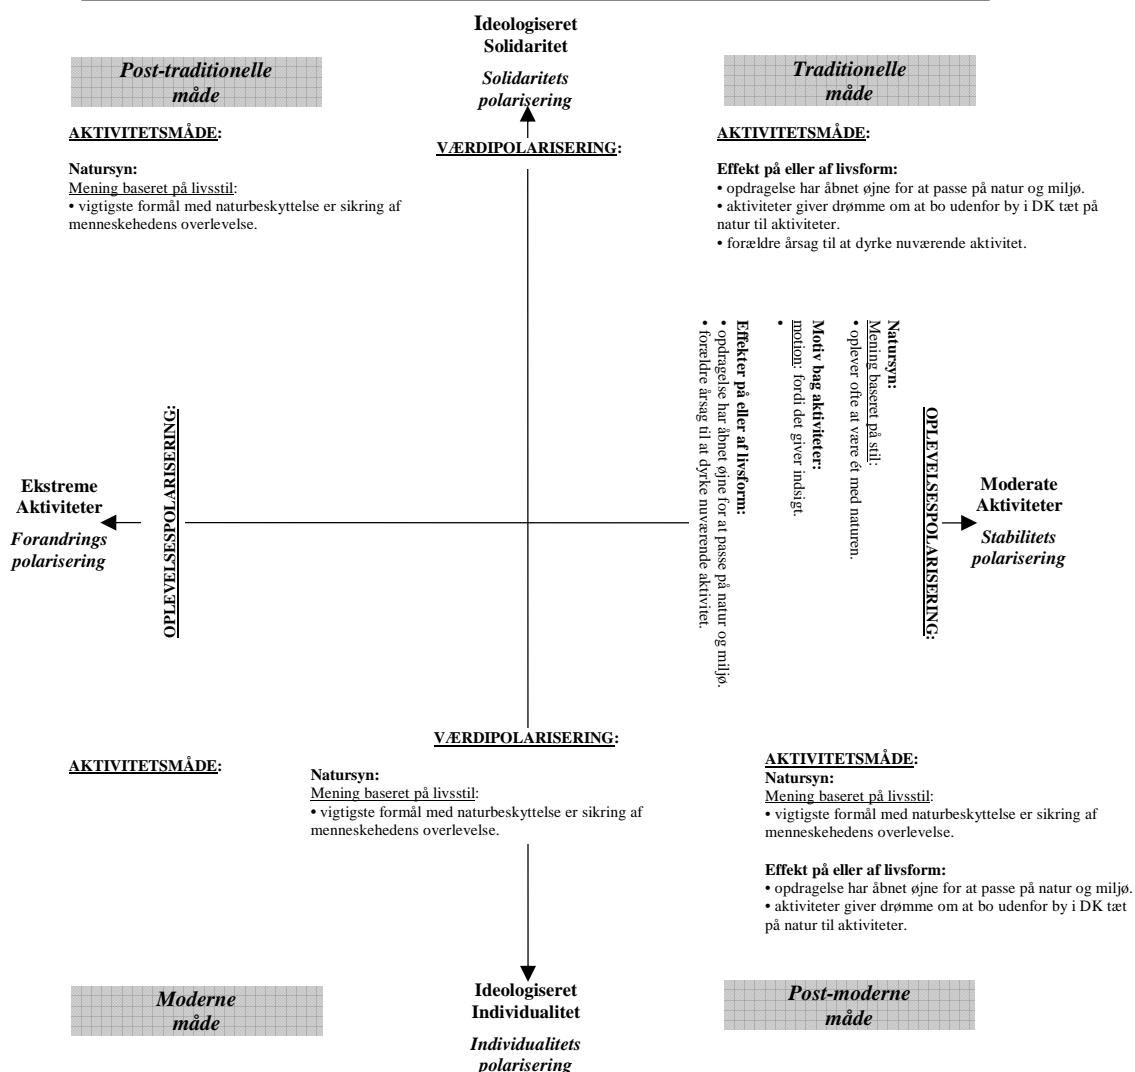 Ideologiseret
Solidaritet
Solidaritets
polarisering
Post-traditionelle
måde
Traditionelle
måde
AKTIVITETSMÅDE:
Natursyn:
Mening baseret på livsstil:
• vigtigste formål med naturbeskyttelse er sikring af
menneskehedens overlevelse.
VÆRDIPOLARISERING:
AKTIVITETSMÅDE:
Effekt på eller af livsform:
• opdragelse har åbnet øjne for at passe på natur og miljø.
• aktiviteter giver drømme om at bo udenfor by i DK tæt på
natur til aktiviteter.
• forældre årsag til at dyrke nuværende aktivitet.
Ekstreme
Aktiviteter
Forandrings
polarisering
OPLEVELSESPOLARISERING:
OPLEVELSESPOLARISERING:
Natursyn:
Mening baseret på stil:
• oplever ofte at være ét med naturen.
Motiv bag aktiviteter:
motion: fordi det giver indsigt.
•
Effekter på eller af livsform:
• opdragelse har åbnet øjne for at passe på natur og miljø.
• forældre årsag til at dyrke nuværende aktivitet.
Moderate
Aktiviteter
Stabilitets
polarisering
VÆRDIPOLARISERING:
AKTIVITETSMÅDE:
Natursyn:
Mening baseret på livsstil:
• vigtigste formål med naturbeskyttelse er sikring af
menneskehedens overlevelse.
AKTIVITETSMÅDE:
Natursyn:
Mening baseret på livsstil:
• vigtigste formål med naturbeskyttelse er sikring af
menneskehedens overlevelse.
Effekt på eller af livsform:
• opdragelse har åbnet øjne for at passe på natur og miljø.
• aktiviteter giver drømme om at bo udenfor by i DK tæt
på natur til aktiviteter.
Moderne
måde
Ideologiseret
Individualitet
Individualitets
polarisering
Post-moderne
måde